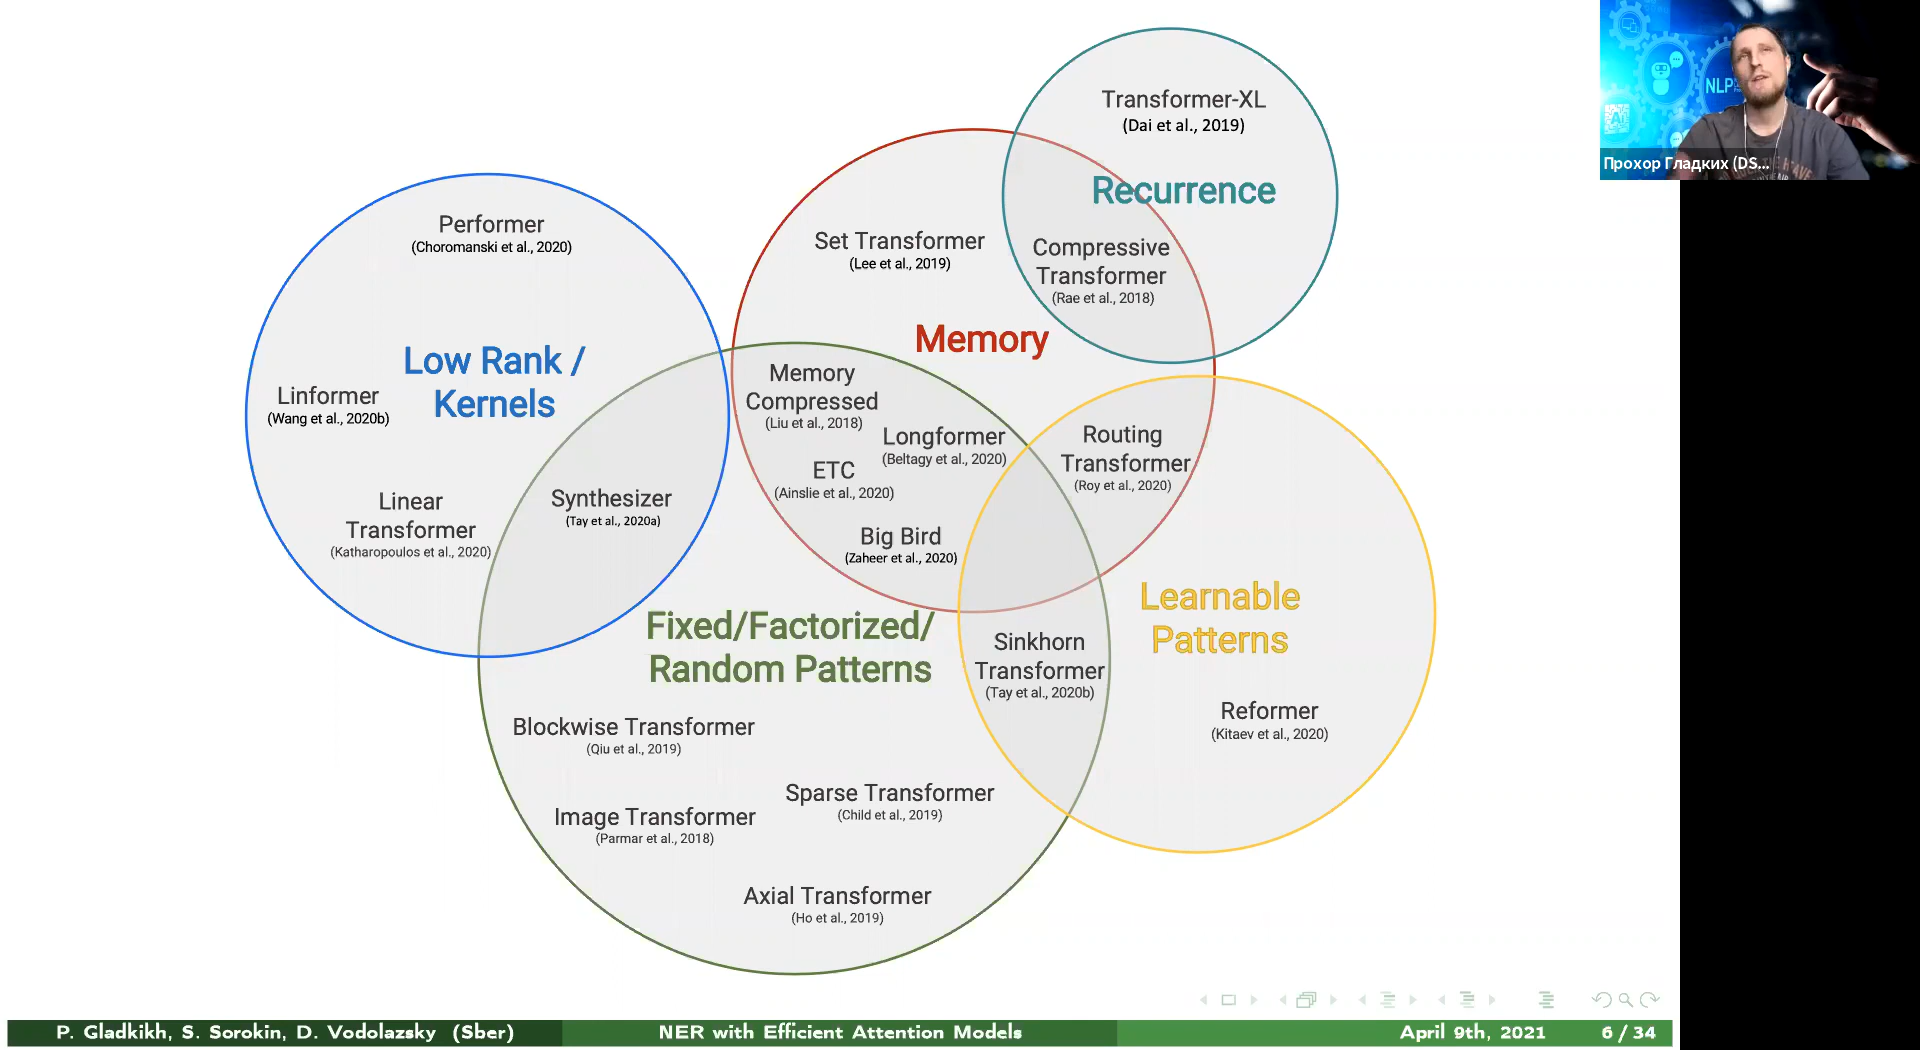 Transformer-XL
(Dai et al., 2019)
Recurrence
Compressive
Transformer
(Rae et al., 2018)
Set Transformer
(Lee et al., 2019)
Memory
Performer
(Choromanski et al., 2020)
Low Rank /
Kernels
Linformer
(Wang et al., 2020b)
Linear
Transformer
(Katharopoulos et al., 2020)
Synthesizer
(Tay et al., 2020a)
Memory
Compressed
(Liu et al., 2018)
Longformer
(Beltagy et al., 2020)
ETC
(Ainslie et al., 2020)
Big Bird
(Zaheer et al., 2020)
Routing
Transformer
(Roy et al., 2020)
Learnable
Patterns
Fixed/Factorized/
Random Patterns
Sinkhorn
Transformer
(Tay et al., 2020b)
Reformer
(Kitaev et al., 2020)
Blockwise Transformer
(Qiu et al., 2019)
Sparse Transformer
(Child et al., 2019)
Image Transformer
(Parmar et al., 2018)
Axial Transformer
(Ho et al., 2019)
P. Gladkikh, S. Sorokin, D. Vodolazsky (Sber)
NER with Efficient Attention Models
April 9th, 2021
6 / 34
NLP
Прохор Гладких (DS...